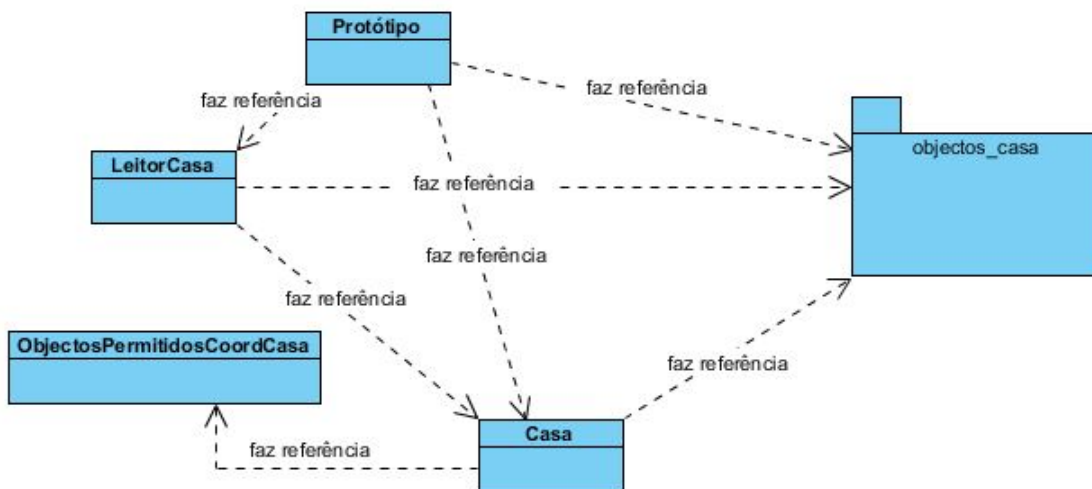 Protótipo
faz referência
faz referência
objectos_casa
LeitorCasa
faz referência
faz referência
faz referência
ObjectosPermitidosCoordCasa
faz referência
Casa
faz referência